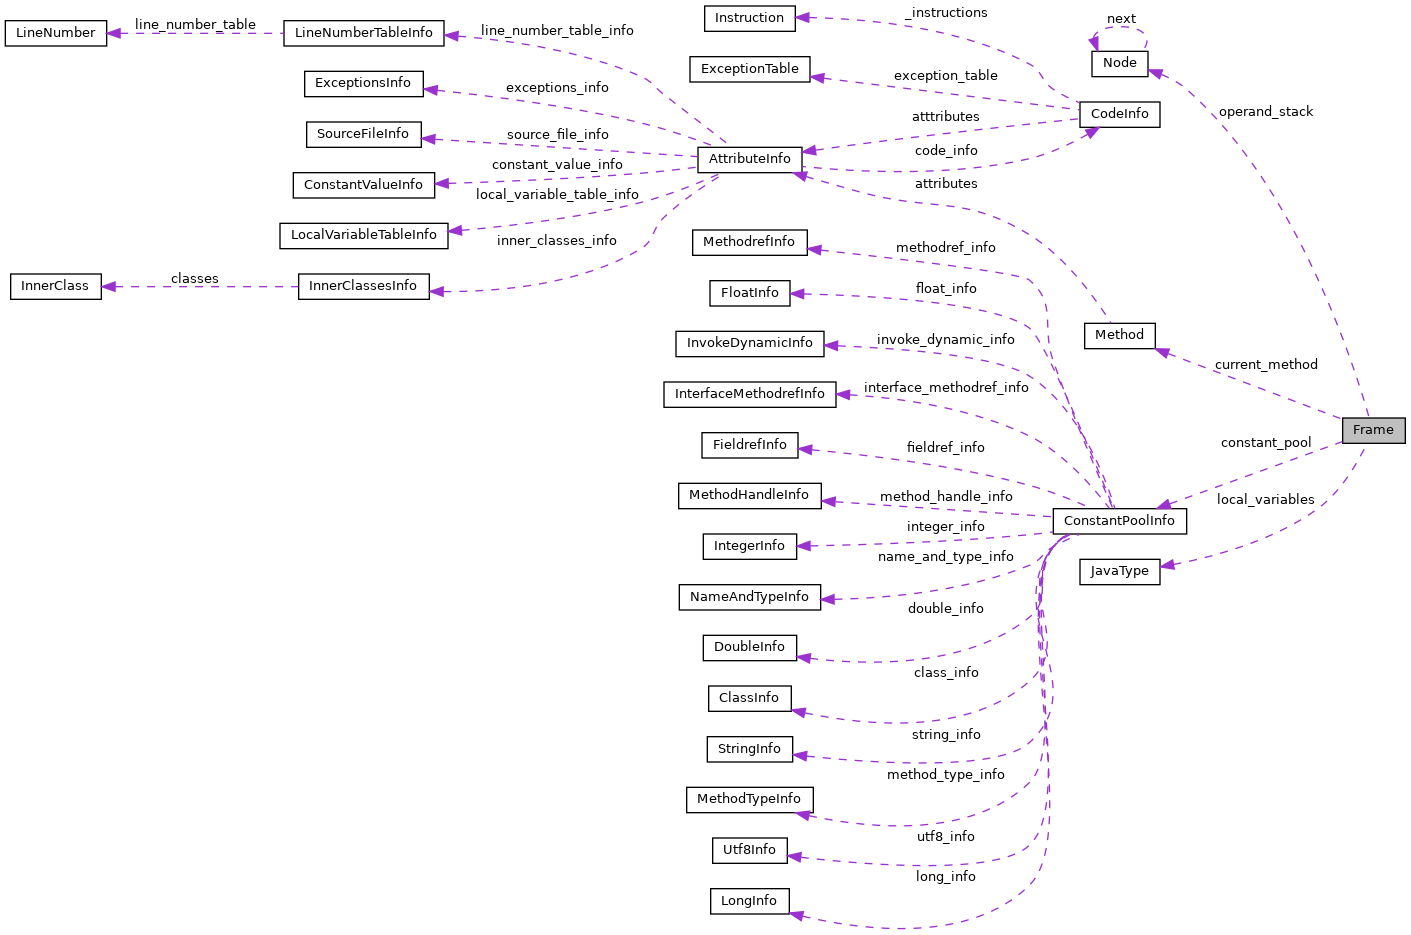 LineNumber
line_number_table
LineNumberTableInfo
line_number_table_info
ExceptionsInfo
exceptions_info
SourceFileInfo
source_file_info
ConstantValueInfo
constant_value_info
LocalVariableTableInfo
local_variable_table_info
InnerClass
classes
InnerClassesInfo
inner_classes_info
AttributeInfo
Instruction
_instructions
ExceptionTable
exception_table
atttributes
code_info
CodeInfo
next
Node
operand_stack
attributes
Method
current_method
Frame
constant_pool
local_variables
MethodrefInfo
methodref_info
FloatInfo
float_info
InvokeDynamicInfo
invoke_dynamic_info
InterfaceMethodrefInfo
interface_methodref_info
FieldrefInfo
fieldref_info
MethodHandleInfo
method_handle_info
IntegerInfo
integer_info
ConstantPoolInfo
JavaType
NameAndTypeInfo
name_and_type_info
DoubleInfo
double_info
ClassInfo
class_info
StringInfo
string_info
MethodTypeInfo
method_type_info
Utf8Info
utf8_info
LongInfo
long_info